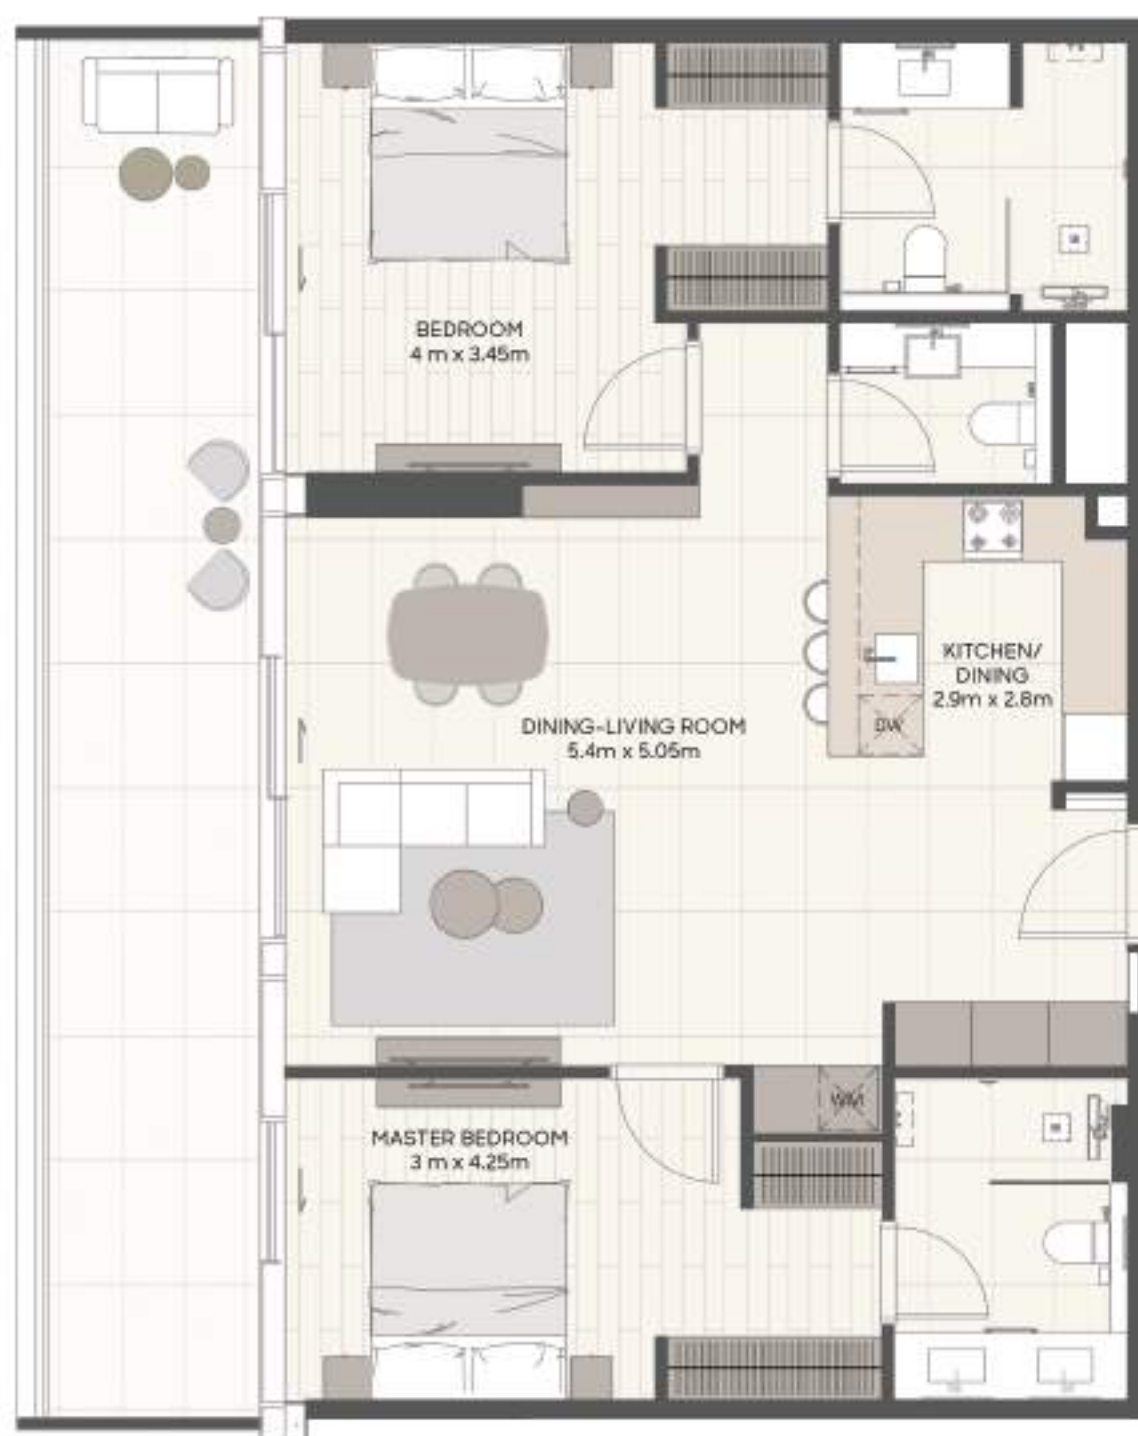 BEDROOM
4 m x 3.45m
KITCHEN/
DINING
2.9m x 2.8m
DINING-LIVING ROOM
5.4m x 5.05m
DW
WM
MASTER BEDROOM
3 m x 4.25m